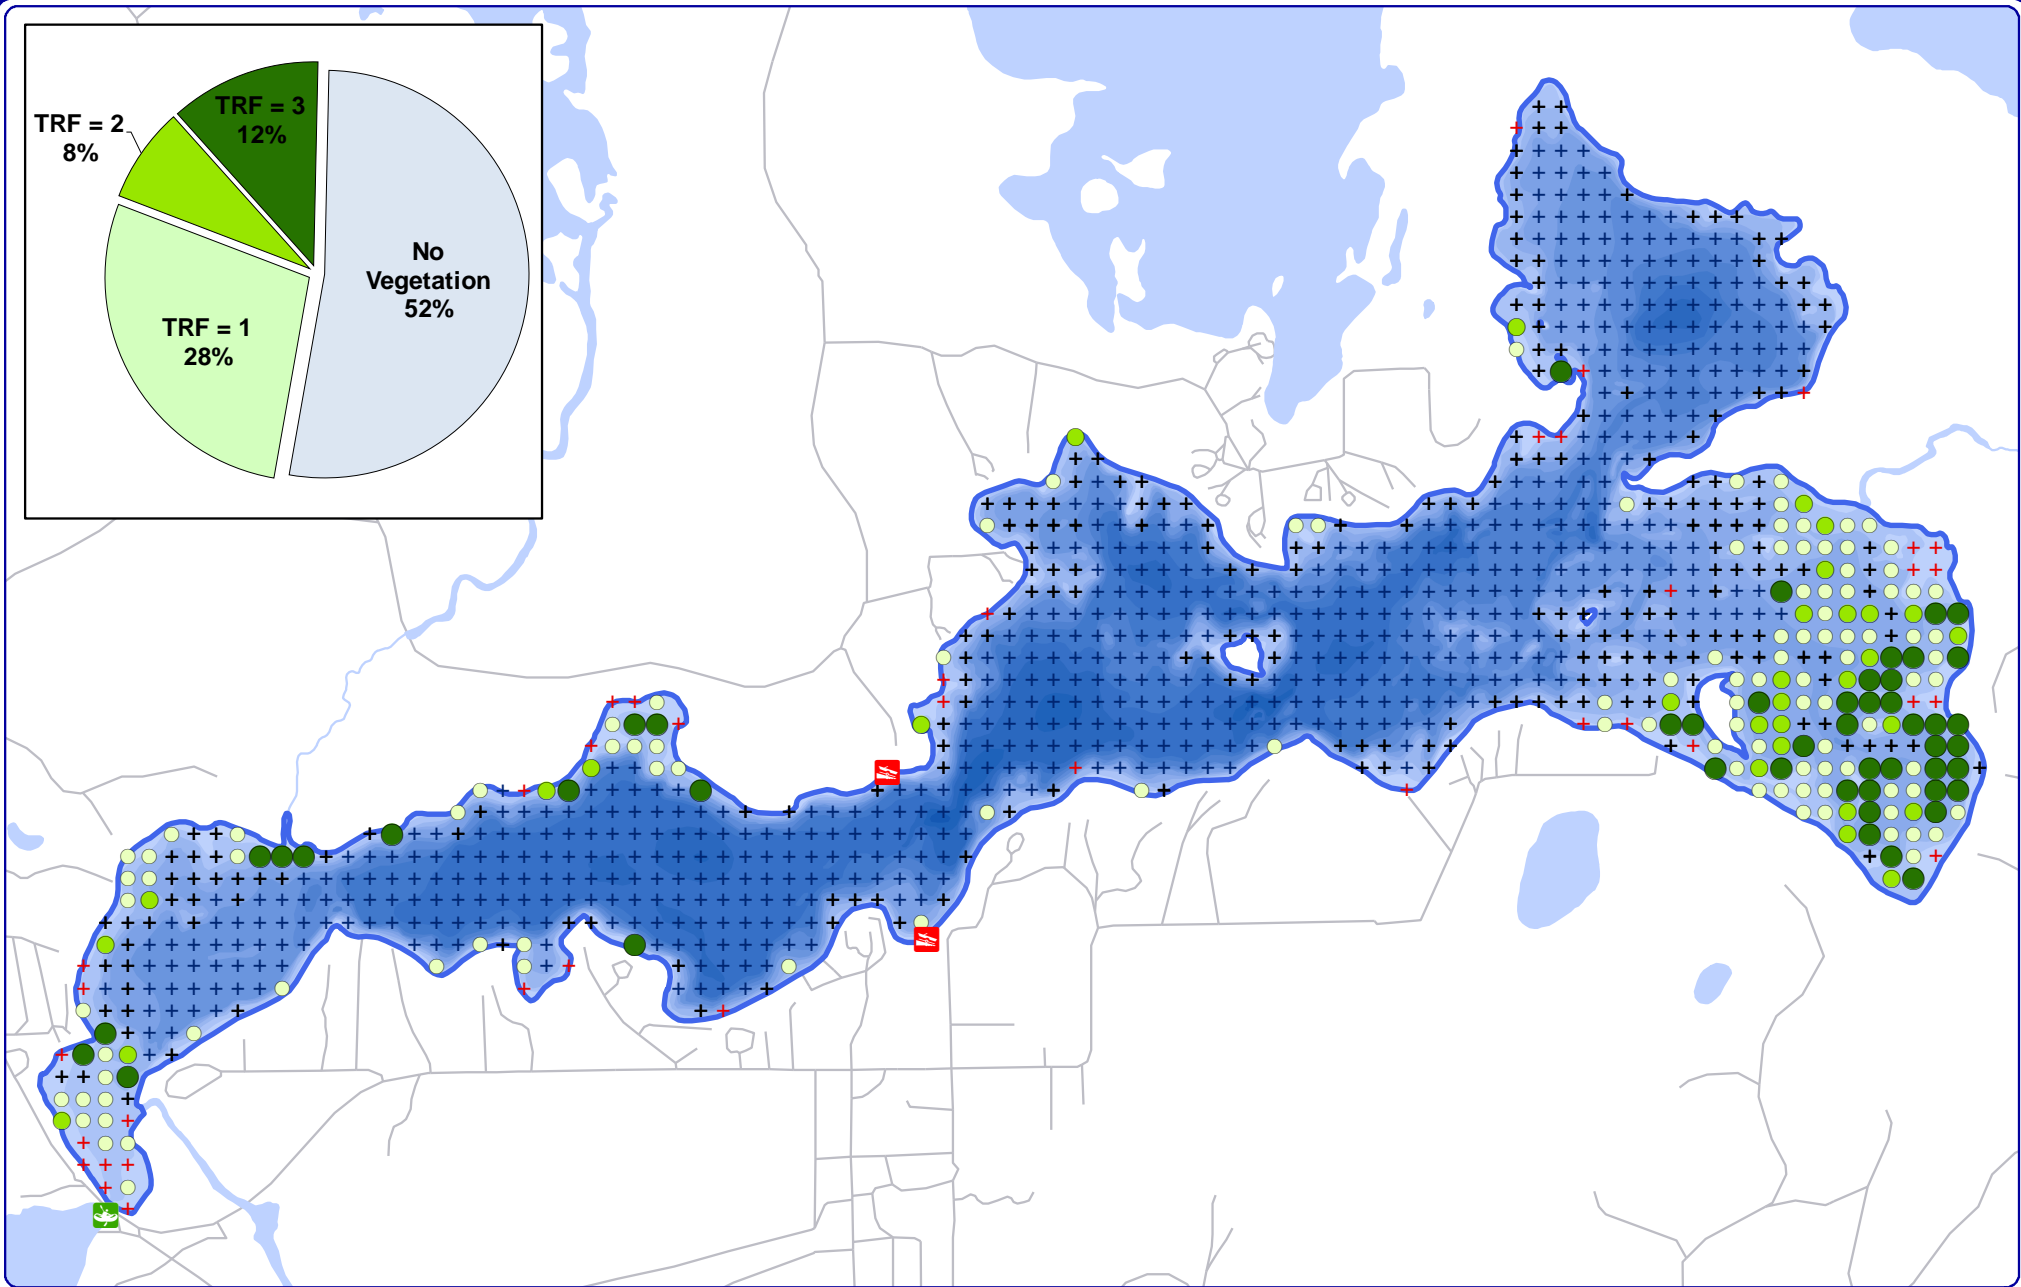 TRF = 3
12%
TRF = 2
8%
No
Vegetation
52%
TRF = 1
28%